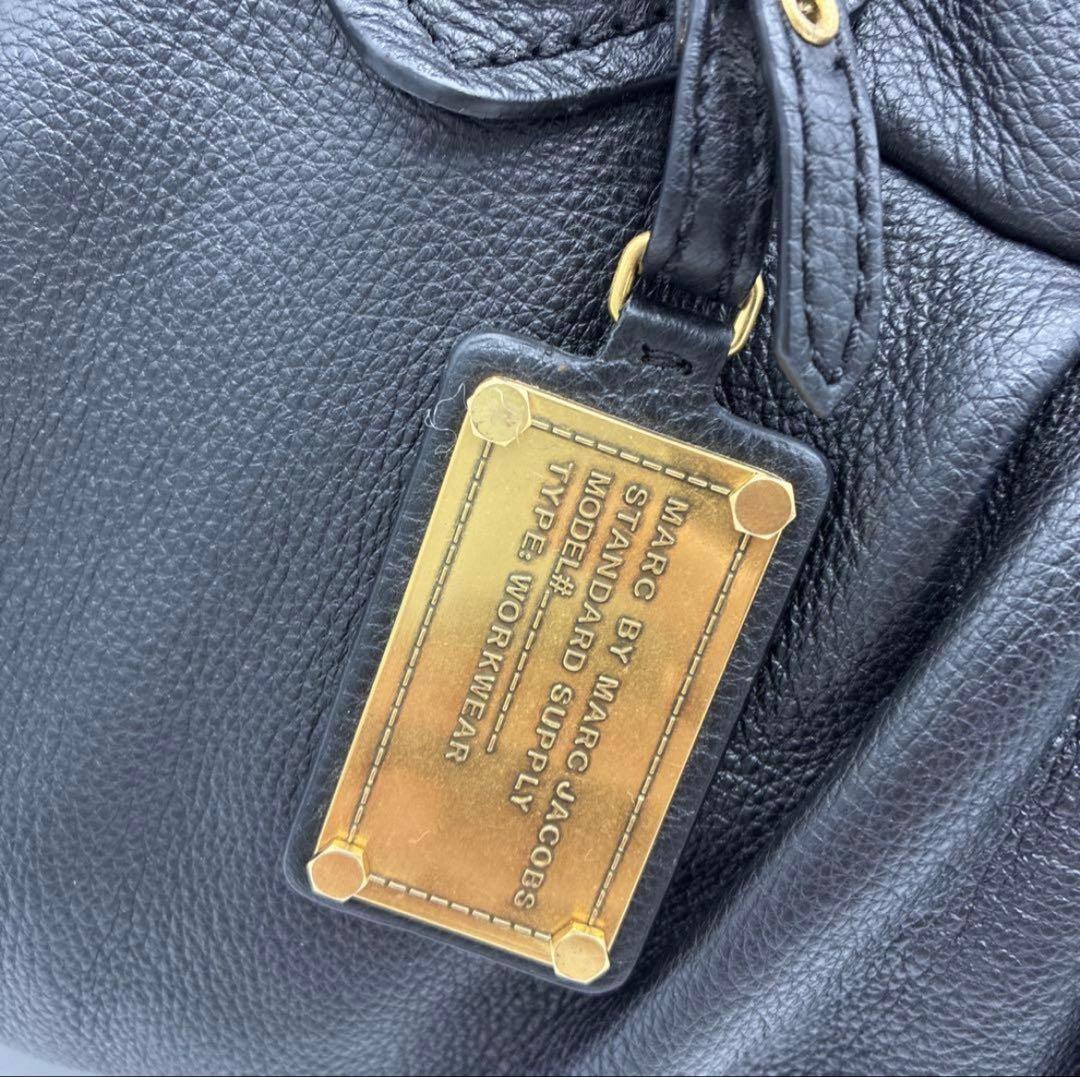 MARC BY MARC JACOBS
STANDARD SUPPLY
MODEL#
TYPE: WORKWEAR